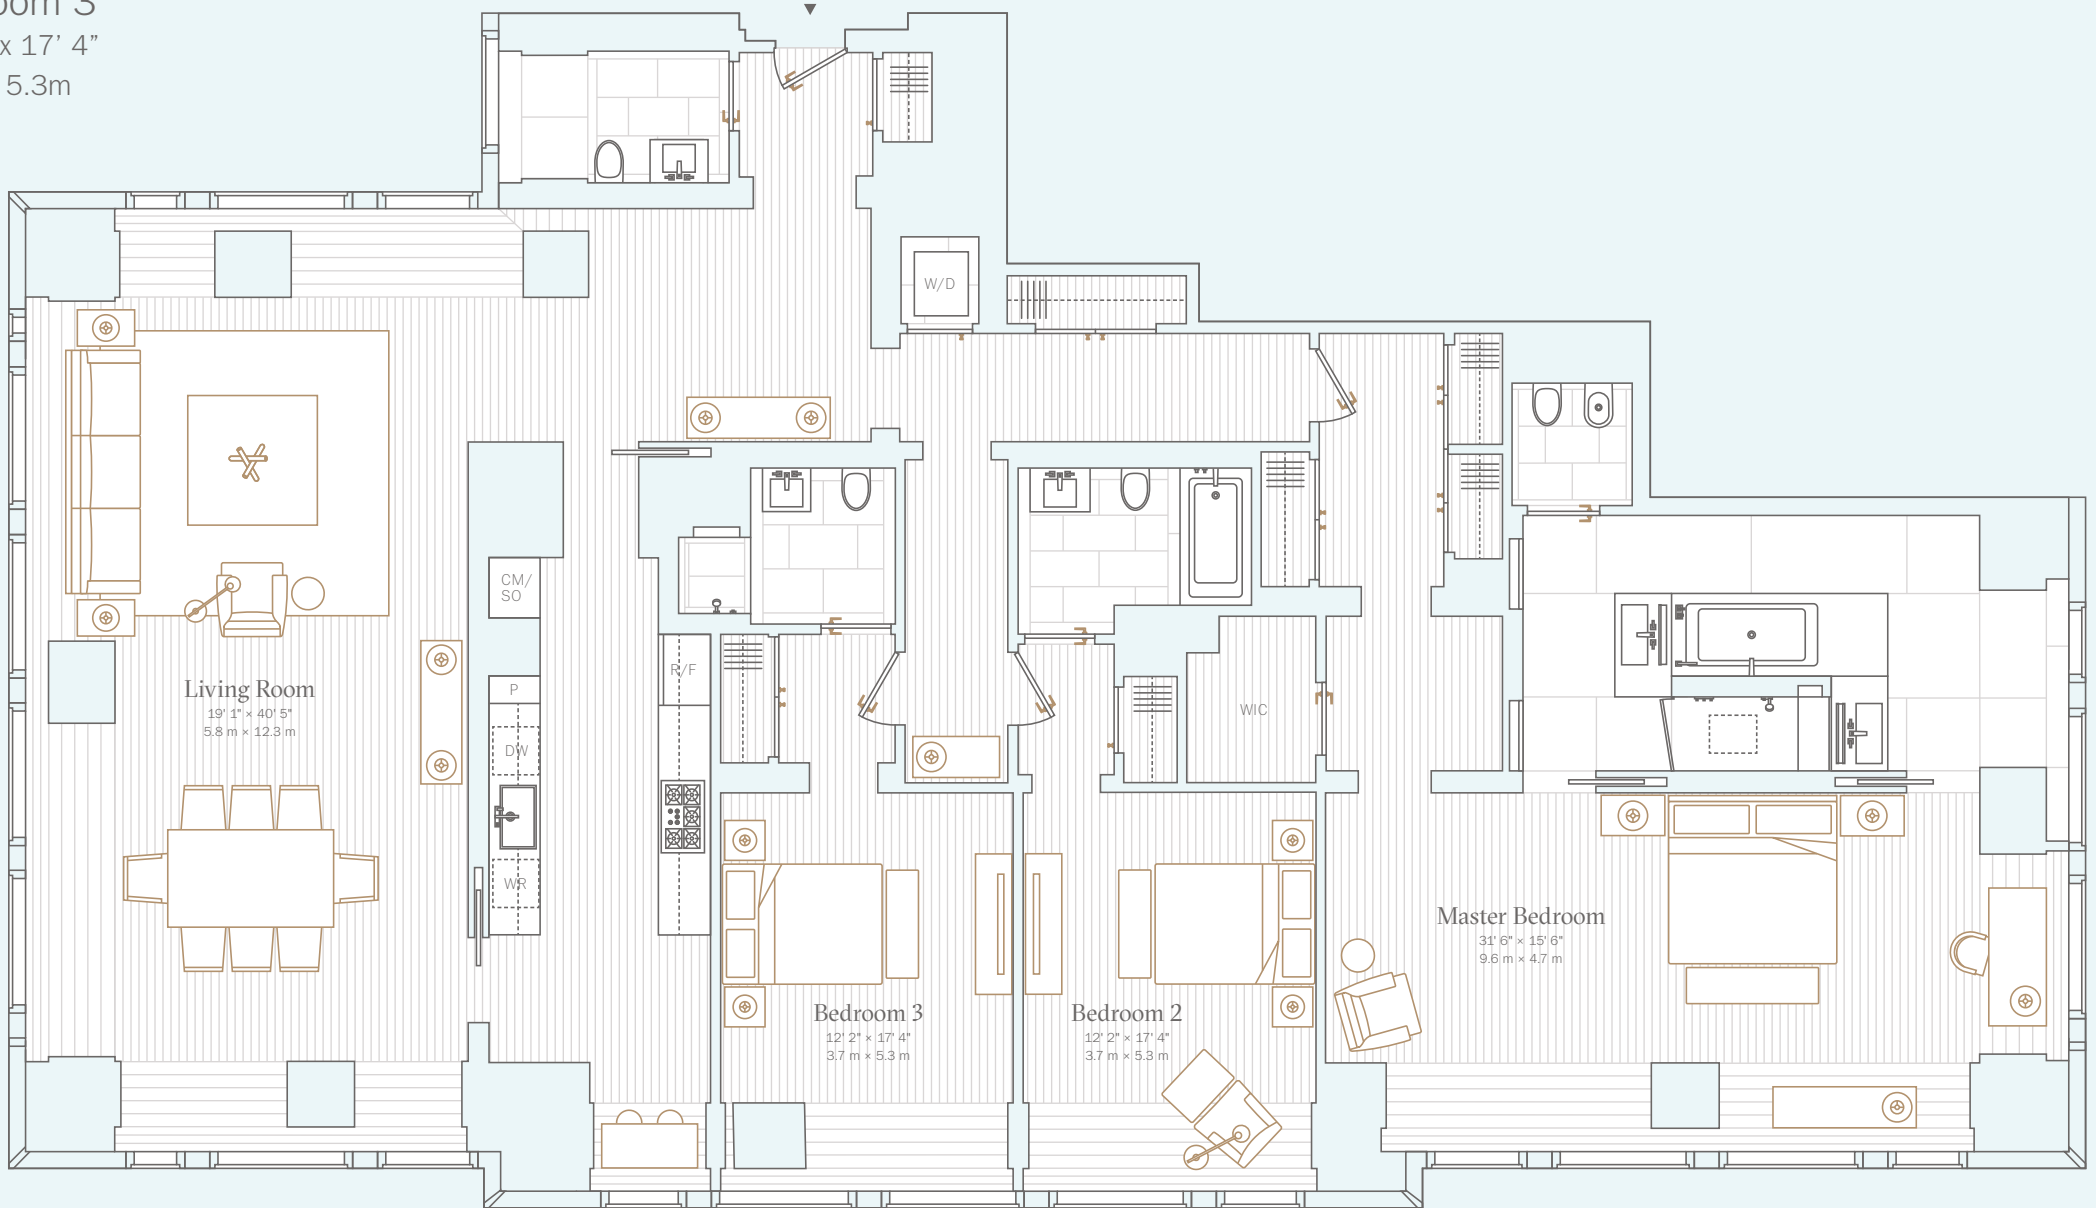 oom 3
x 17’ 4”
5.3m
W/D
CM/
SO
R/F
P
DW
WR
WIC
Living Room
19' 1" × 40' 5"
5.8 m × 12.3 m
Bedroom 3
12' 2" × 17' 4"
3.7 m × 5.3 m
Bedroom 2
12' 2" × 17' 4"
3.7 m × 5.3 m
Master Bedroom
31' 6" × 15' 6"
9.6 m × 4.7 m